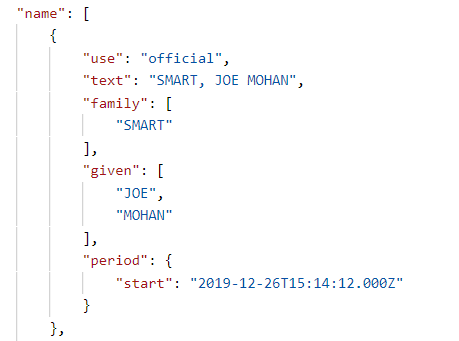 "name": [
{
"use": "official",
"text": "SMART, JOE MOHAN",
"family": [
"SMART"
],
"given": [
"JOE",
"MOHAN"
],
"period": {
"start": "2019-12-26T15:14:12.000Z"
}
},